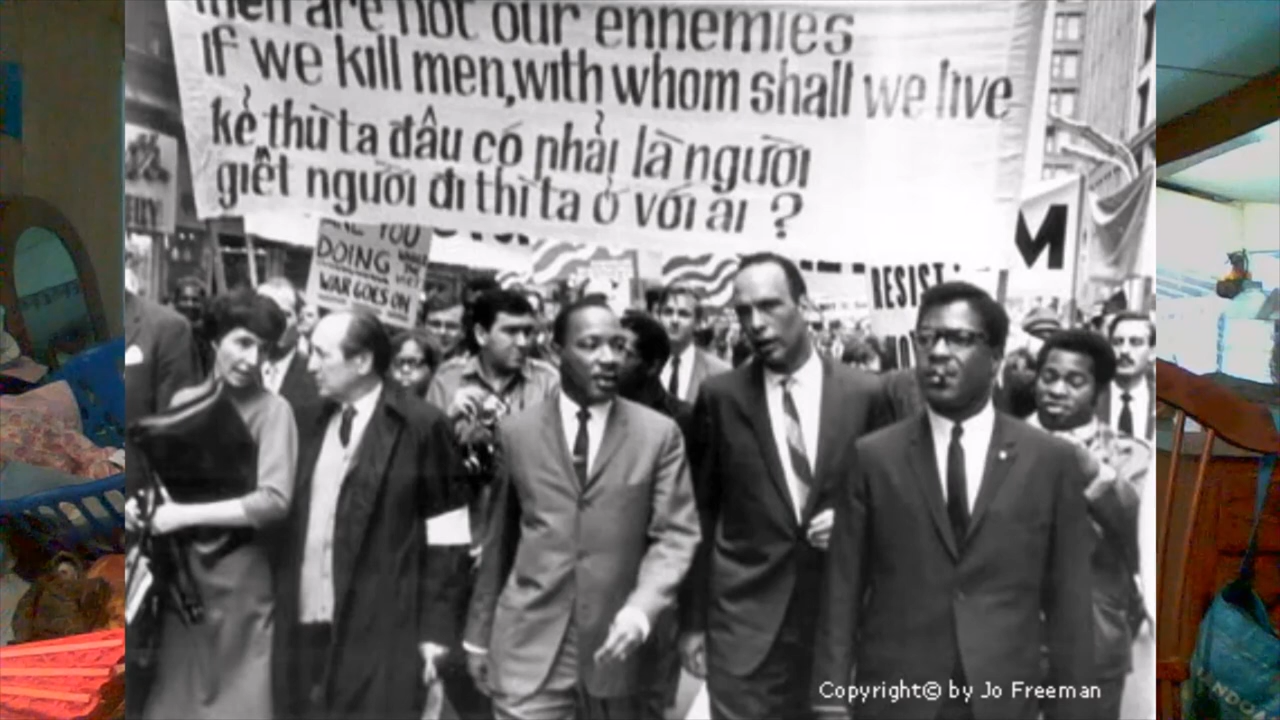 men are not our ennemies
if we kill men, with whom shall we live
kẻ thù ta đâu có phải là người
giết người đi thì ta ở với ai ?
YOU
DOING
WAR GOES ON
RESIST
M
Copyright© by Jo Freeman